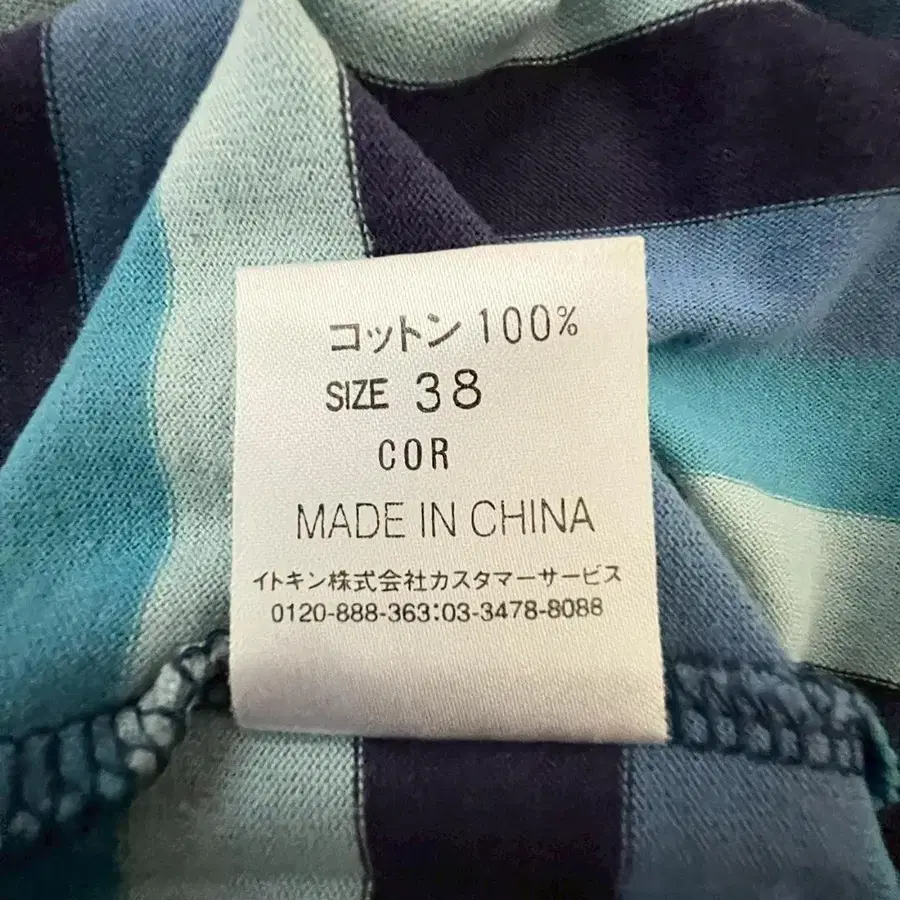 コットン 100%
SIZE 38
COR
MADE IN CHINA
イトキン株式会社カスタマーサービス
0120-888-363:03-3478-8088